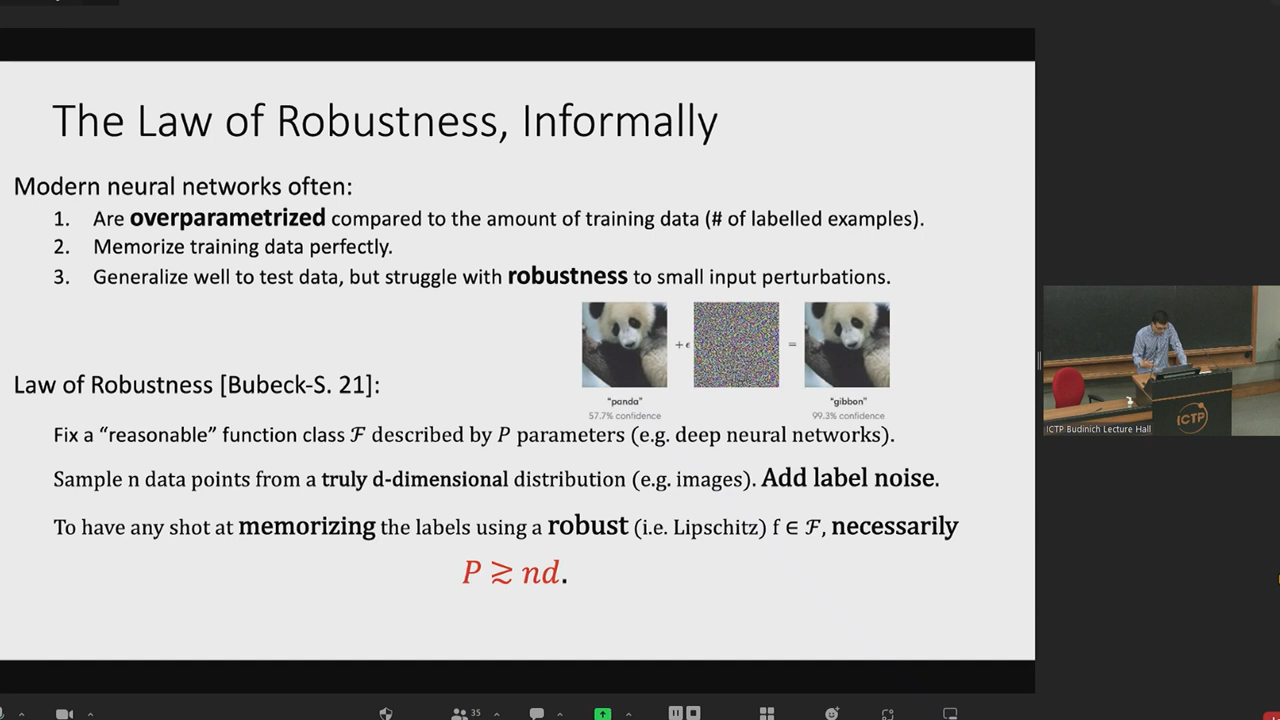 The Law of Robustness, Informally
Modern neural networks often:
1. Are overparametrized compared to the amount of training data (# of labelled examples).
2. Memorize training data perfectly.
3. Generalize well to test data, but struggle with robustness to small input perturbations.
+ϵ
=
"panda"
57.7% confidence
"gibbon"
99.3% confidence
Law of Robustness [Bubeck-S. 21]:
Fix a “reasonable” function class ℱ described by P parameters (e.g. deep neural networks).
Sample n data points from a truly d-dimensional distribution (e.g. images). Add label noise.
To have any shot at memorizing the labels using a robust (i.e. Lipschitz) f ∈ ℱ, necessarily
P ≳ nd.
ICTP
ICTP Budinich Lecture Hall
35